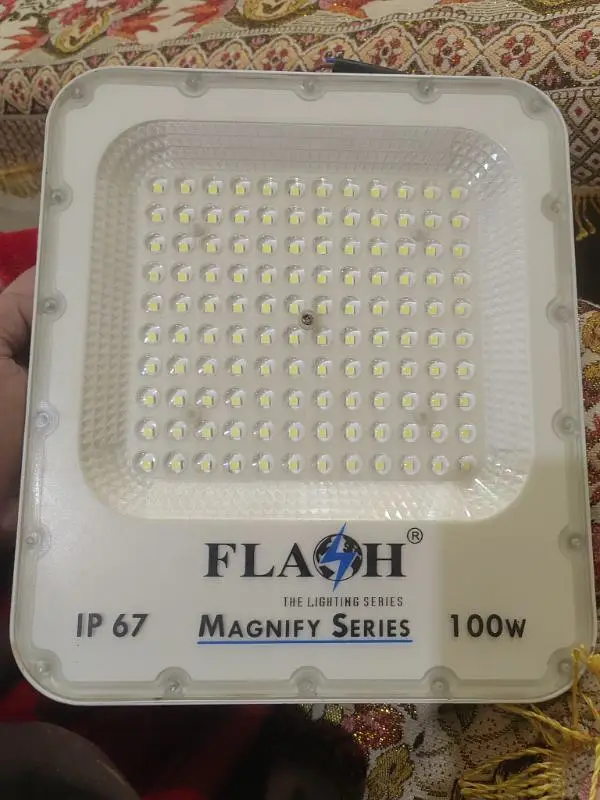 FLASH®
THE LIGHTING SERIES
IP 67 MAGNIFY SERIES 100W